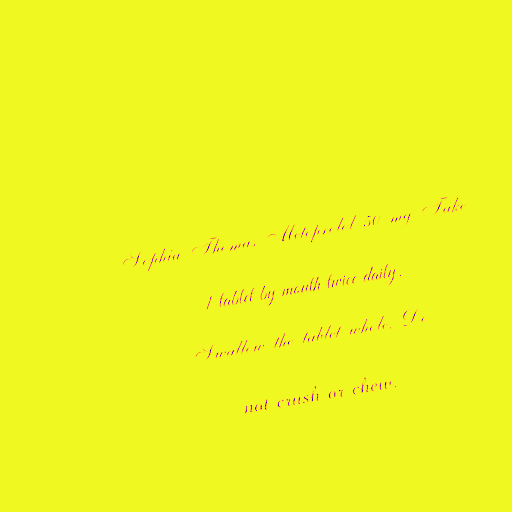 Sophia Thoma, Metoprolol 50 mg Take
1 tablet by mouth twice daily.
Swallow the tablet whole. Do
not crush or chew.